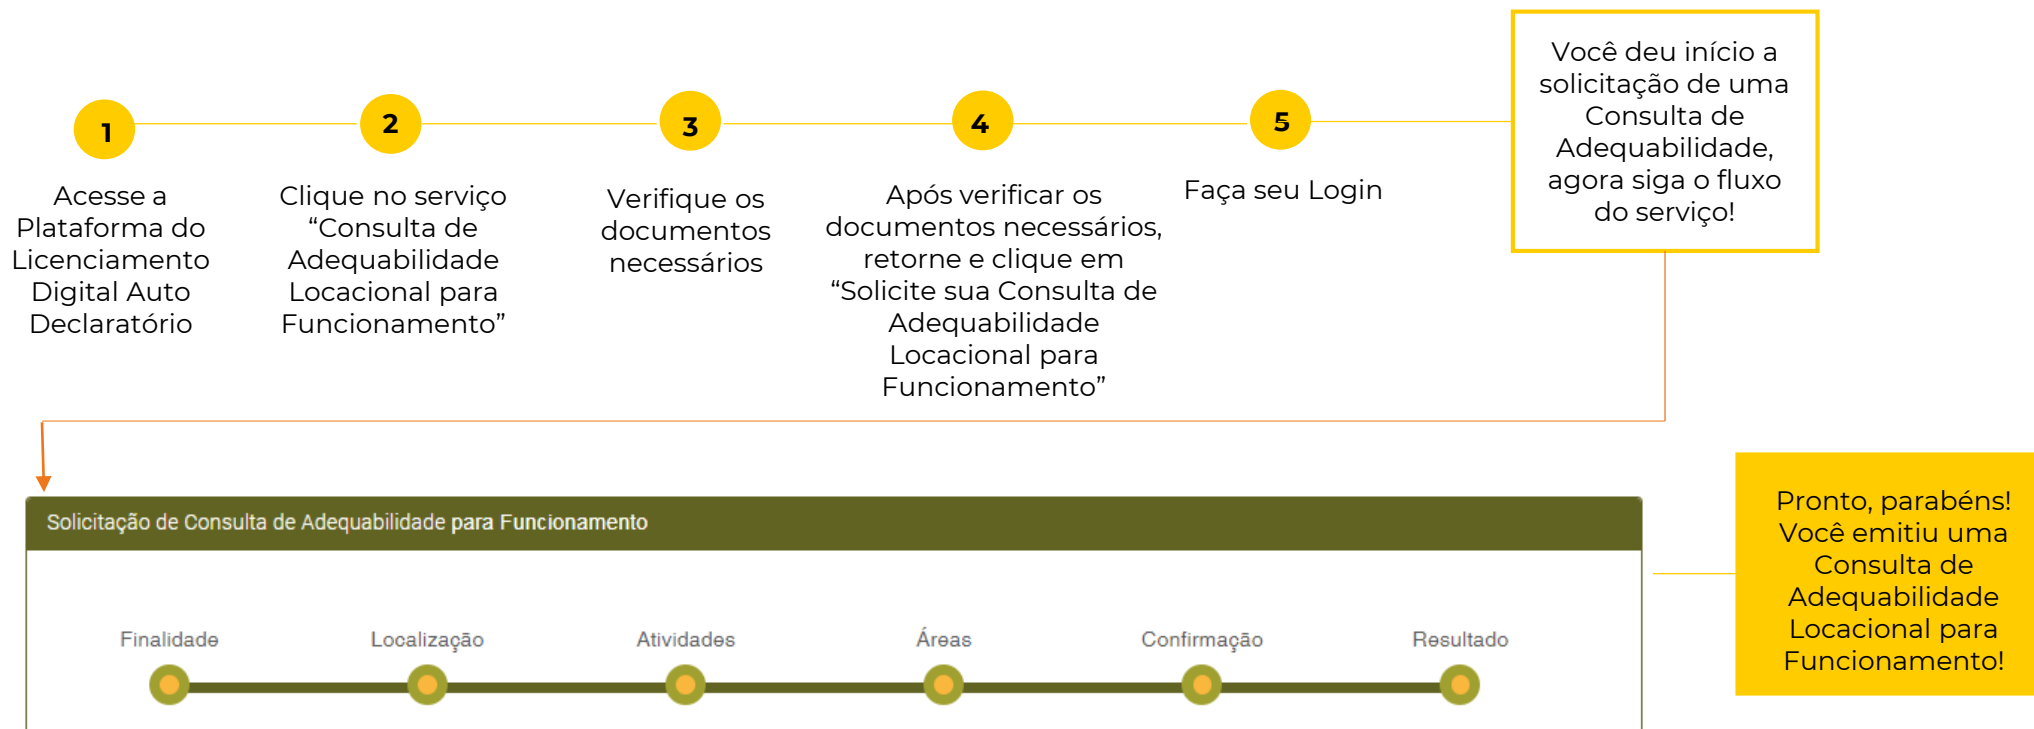 1
Acesse a
Plataforma do
Licenciamento
Digital Auto
Declaratório
2
Clique no serviço
“Consulta de
Adequabilidade
Locacional para
Funcionamento”
3
Verifique os
documentos
necessários
4
Após verificar os
documentos necessários,
retorne e clique em
“Solicite sua Consulta de
Adequabilidade
Locacional para
Funcionamento”
5
Faça seu Login
Você deu início a
solicitação de uma
Consulta de
Adequabilidade,
agora siga o fluxo
do serviço!
Solicitação de Consulta de Adequabilidade para Funcionamento
Finalidade Localização Atividades Áreas Confirmação Resultado
Pronto, parabéns!
Você emitiu uma
Consulta de
Adequabilidade
Locacional para
Funcionamento!